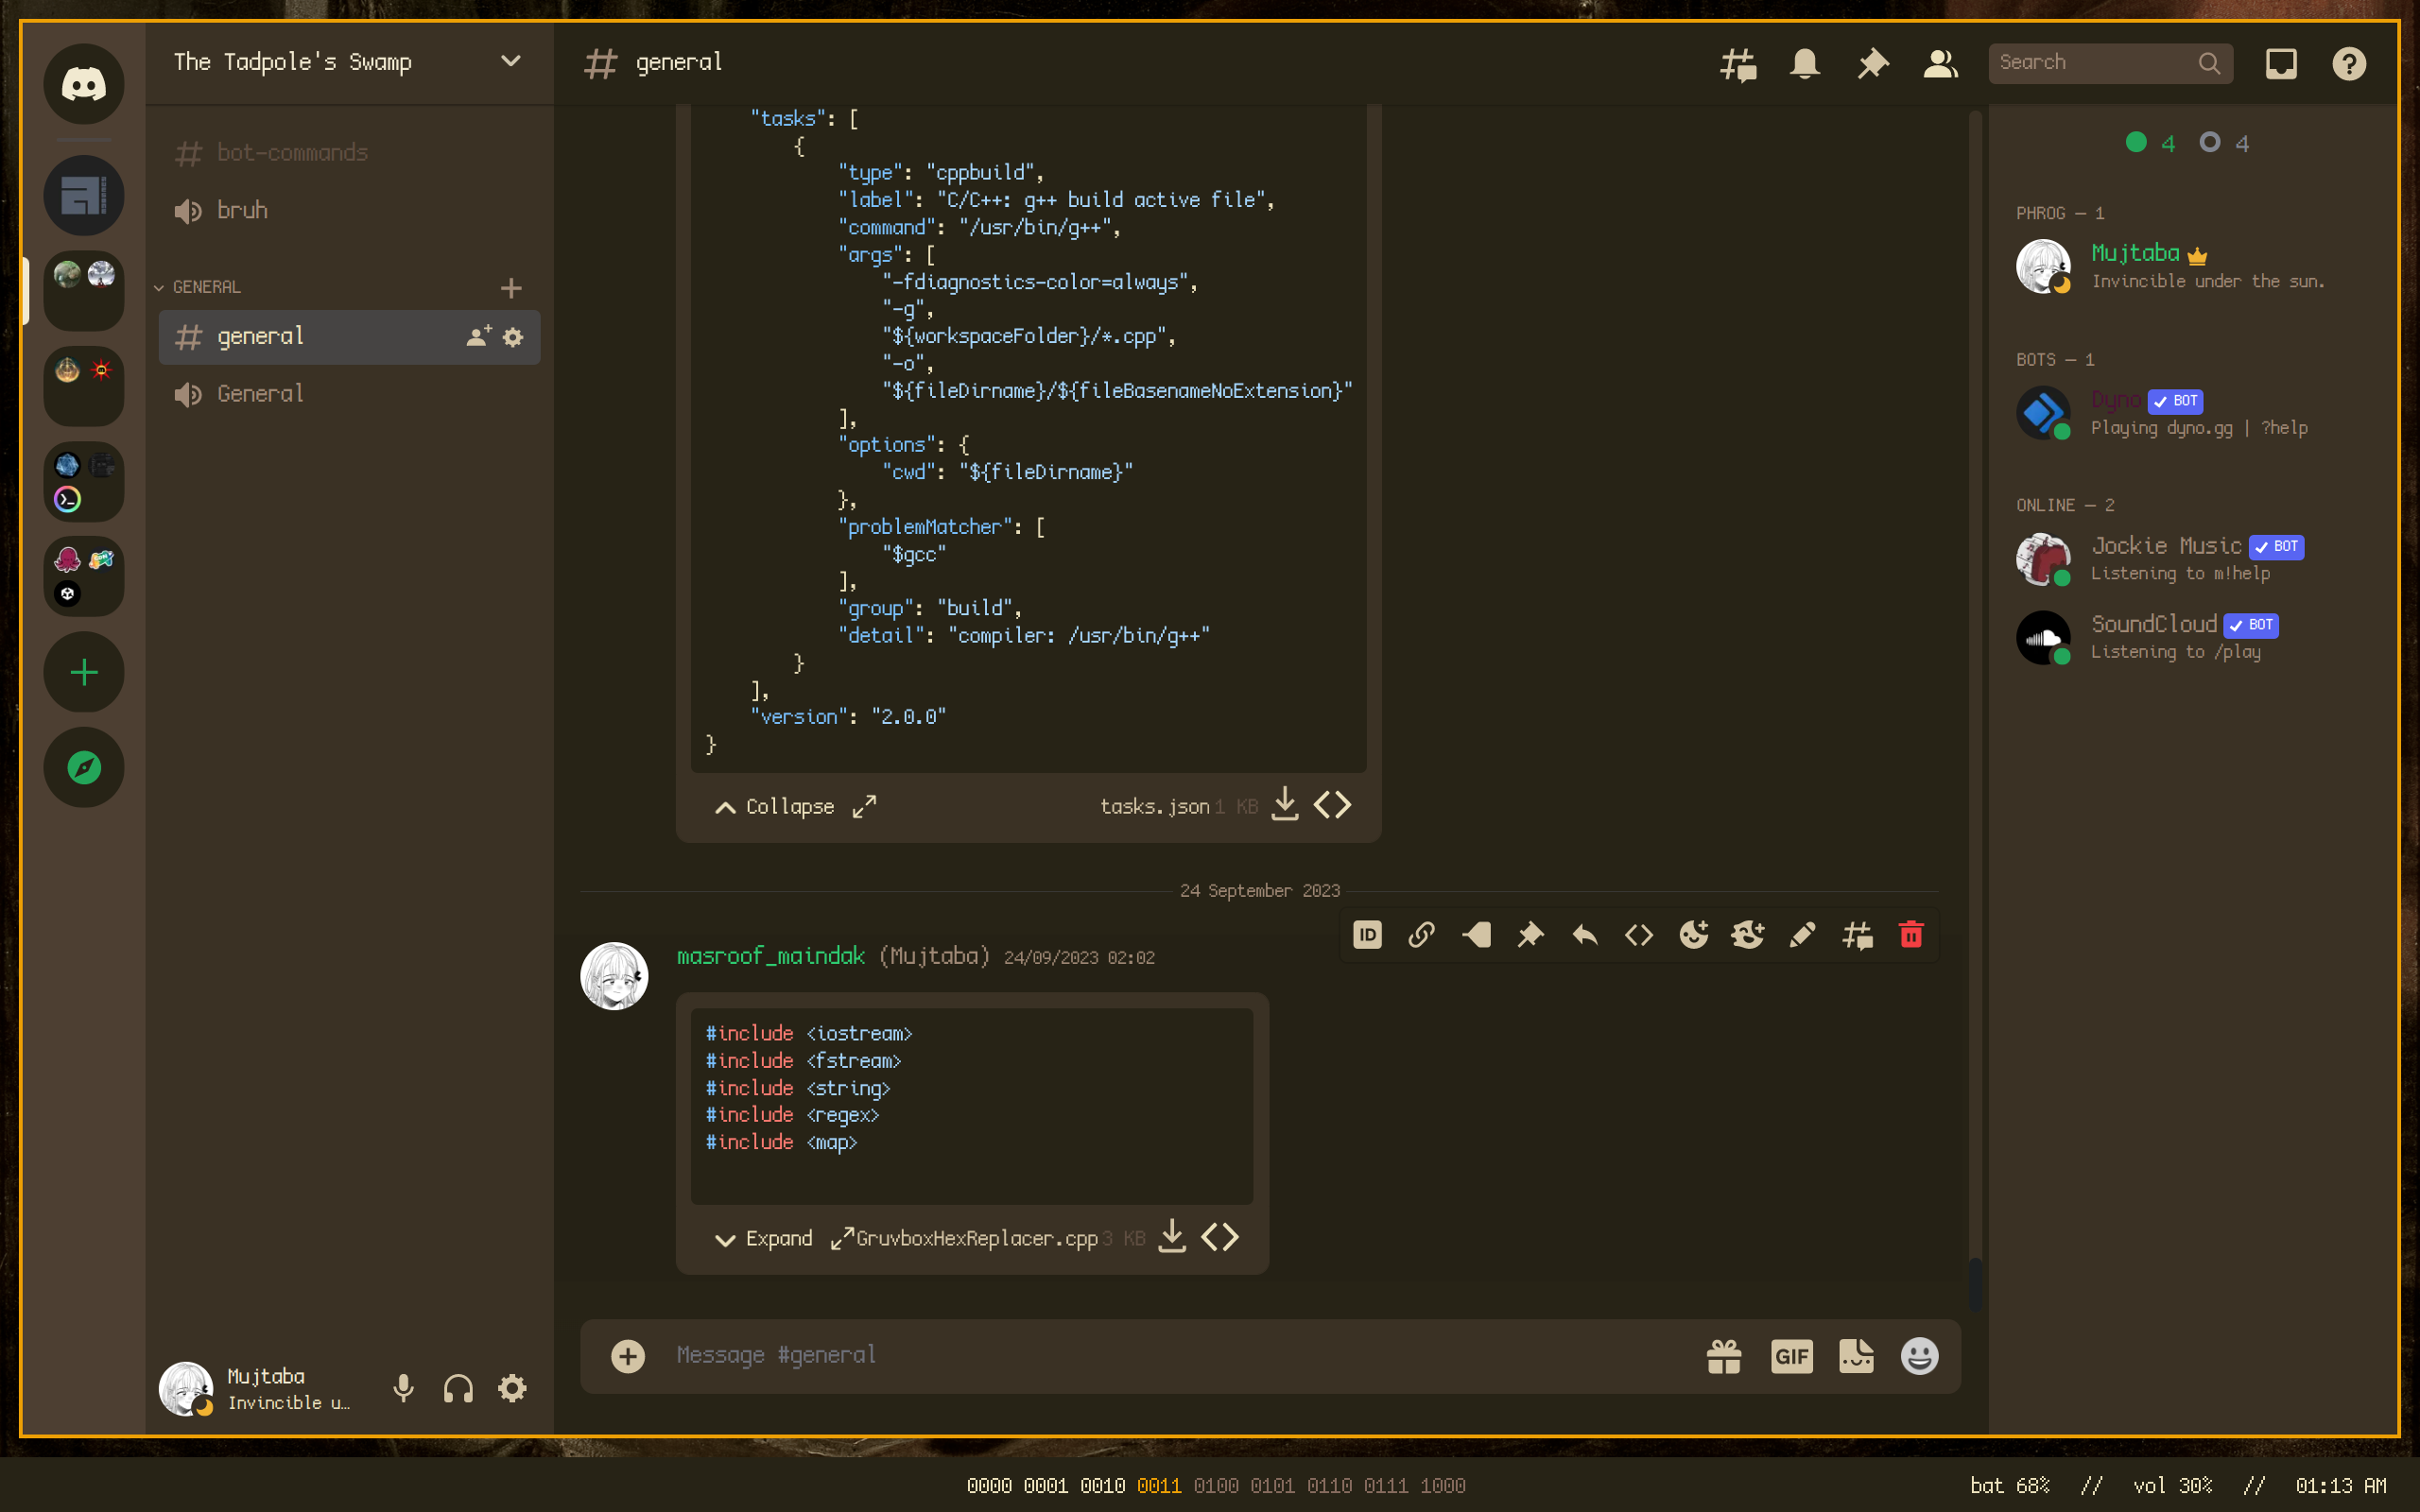 The Tadpole's Swamp
bot-commands
bruh
GENERAL
general
General
Mujtaba
Invincible u…
general
Search
"tasks": [
{
"type": "cppbuild",
"label": "C/C++: g++ build active file",
"command": "/usr/bin/g++",
"args": [
"-fdiagnostics-color=always",
"-g",
"${workspaceFolder}/*.cpp",
"-o",
"${fileDirname}/${fileBasenameNoExtension}"
],
"options": {
"cwd": "${fileDirname}"
},
"problemMatcher": [
"$gcc"
],
"group": "build",
"detail": "compiler: /usr/bin/g++"
}
],
"version": "2.0.0"
}
Collapse tasks.json 1 KB
24 September 2023
ID
masroof_maindak (Mujtaba) 24/09/2023 02:02
#include <iostream>
#include <fstream>
#include <string>
#include <regex>
#include <map>
Expand GruvboxHexReplacer.cpp 3 KB
Message #general
GIF
4 4
PHROG — 1
Mujtaba
Invincible under the sun.
BOTS — 1
Dyno BOT
Playing dyno.gg | ?help
ONLINE — 2
Jockie Music BOT
Listening to m!help
SoundCloud BOT
Listening to /play
0000 0001 0010 0011 0100 0101 0110 0111 1000
bat 68% // vol 30% // 01:13 AM